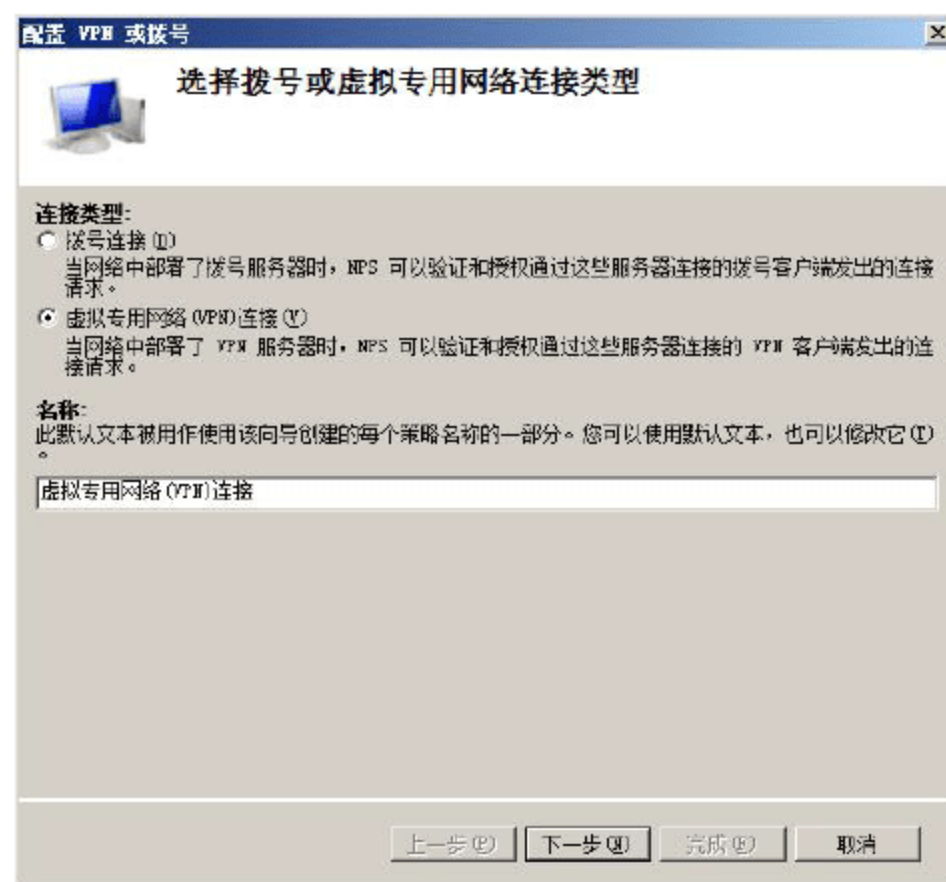 配置 VPN 或拨号
选择拨号或虚拟专用网络连接类型
连接类型:
拨号连接(D)
当网络中部署了拨号服务器时，NPS 可以验证和授权通过这些服务器连接的拨号客户端发出的连接
请求。
虚拟专用网络(VPN)连接(V)
当网络中部署了 VPN 服务器时，NPS 可以验证和授权通过这些服务器连接的 VPN 客户端发出的连
接请求。
名称:
此默认文本被用作使用该向导创建的每个策略名称的一部分。您可以使用默认文本，也可以修改它(T)
。
虚拟专用网络(VPN)连接
上一步(P) 下一步(N) 完成(F) 取消